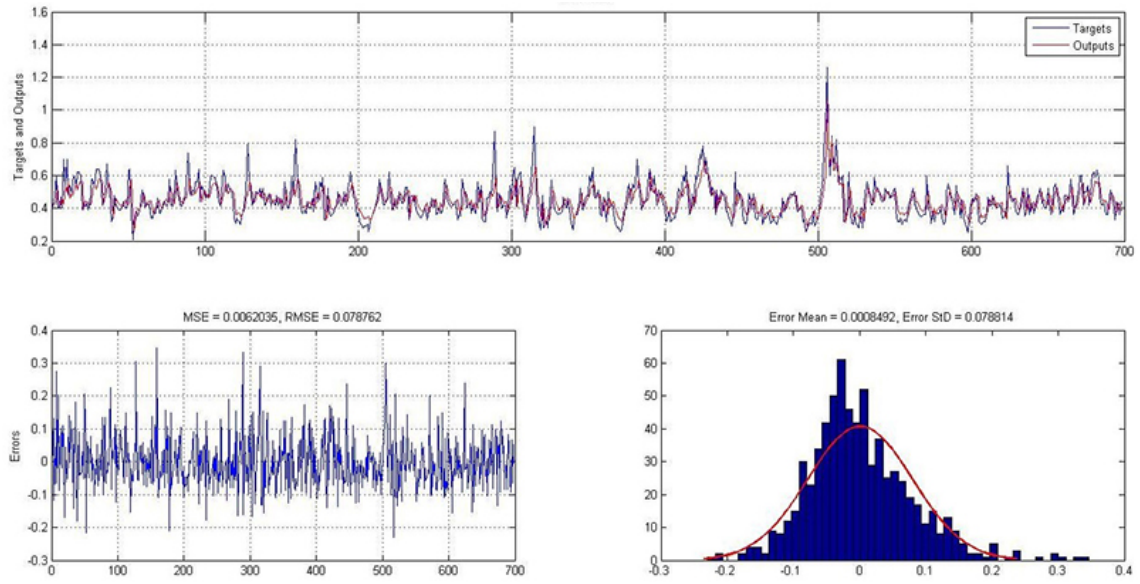 1.6
1.4
1.2
1
0.8
0.6
0.4
0.2
Targets and Outputs
Targets
Outputs
0 100 200 300 400 500 600 700
MSE = 0.0062035, RMSE = 0.078762
0.4
0.3
0.2
0.1
0
-0.1
-0.2
-0.3
Errors
0 100 200 300 400 500 600 700
Error Mean = 0.0008492, Error StD = 0.078814
70
60
50
40
30
20
10
0
-0.3 -0.2 -0.1 0 0.1 0.2 0.3 0.4